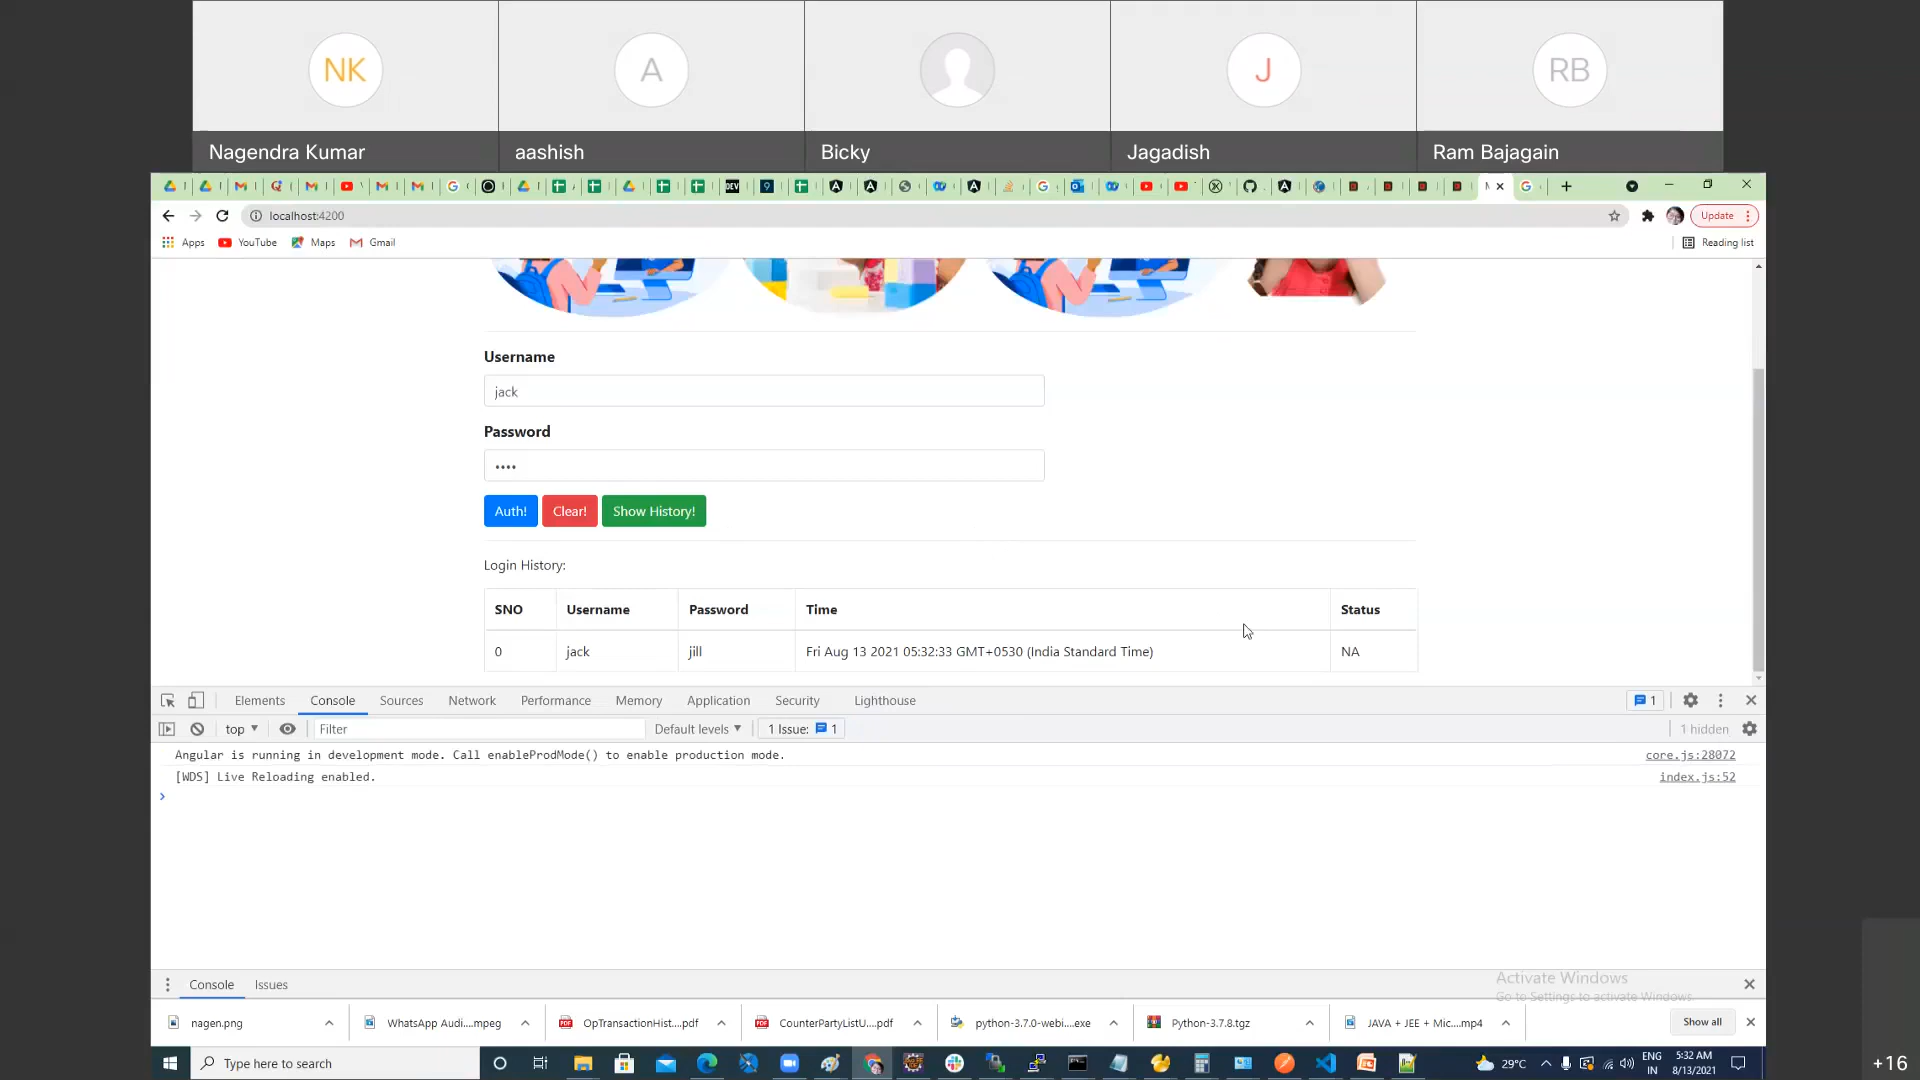 NK
A
J
RB
Nagendra Kumar
aashish
Bicky
Jagadish
Ram Bajagain
localhost:4200
Update
Apps
YouTube
Maps
Gmail
Reading list
Username
jack
Password
••••
Auth!
Clear!
Show History!
Login History:
SNO Username Password Time Status
0 jack jill Fri Aug 13 2021 05:32:33 GMT+0530 (India Standard Time) NA
Elements Console Sources Network Performance Memory Application Security Lighthouse 1
top Filter Default levels 1 Issue: 1 1 hidden
Angular is running in development mode. Call enableProdMode() to enable production mode. core.js:28072
[WDS] Live Reloading enabled. index.js:52
Console Issues
Activate Windows
Go to Settings to activate Windows.
nagen.png
WhatsApp Audi....mpeg
OpTransactionHist....pdf
CounterPartyListU....pdf
python-3.7.0-webi....exe
Python-3.7.8.tgz
JAVA + JEE + Mic....mp4
Show all
Type here to search
29°C
ENG
IN
5:32 AM
8/13/2021
+16